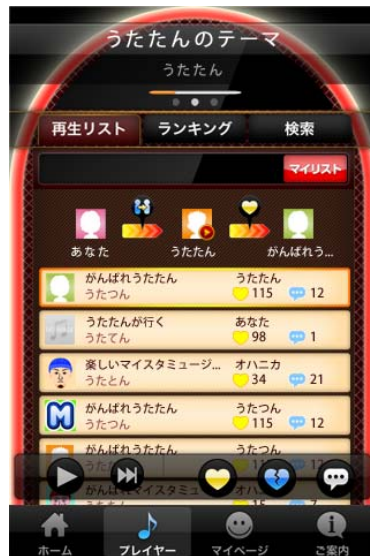 うたたんのテーマ
うたたん
再生リスト ランキング 検索
マイリスト
あなた うたたん がんばれう...
がんばれうたたん うたたん
うたつん 115 12
うたたんが行く あなた
うたてん 98 1
楽しいマイスタミュージ... オハニカ
うたとん 34 21
M がんばれうたたん うたつん
うたつん 115 12
がんばれうたたん うたつん
ホーム プレイヤー マイページ ご案内